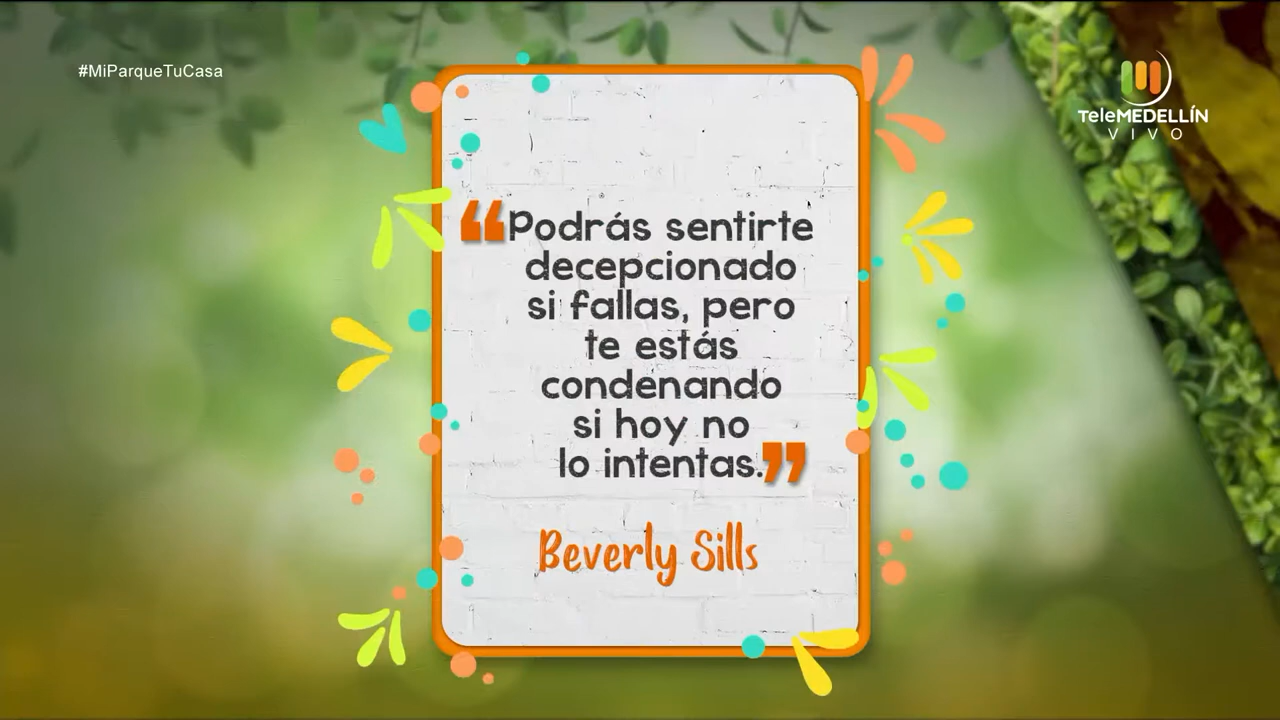 #MiParqueTuCasa
TeleMEDELLÍN
VIVO
“Podrás sentirte
decepcionado
si fallas, pero
te estás
condenando
si hoy no
lo intentas.”
Beverly Sills